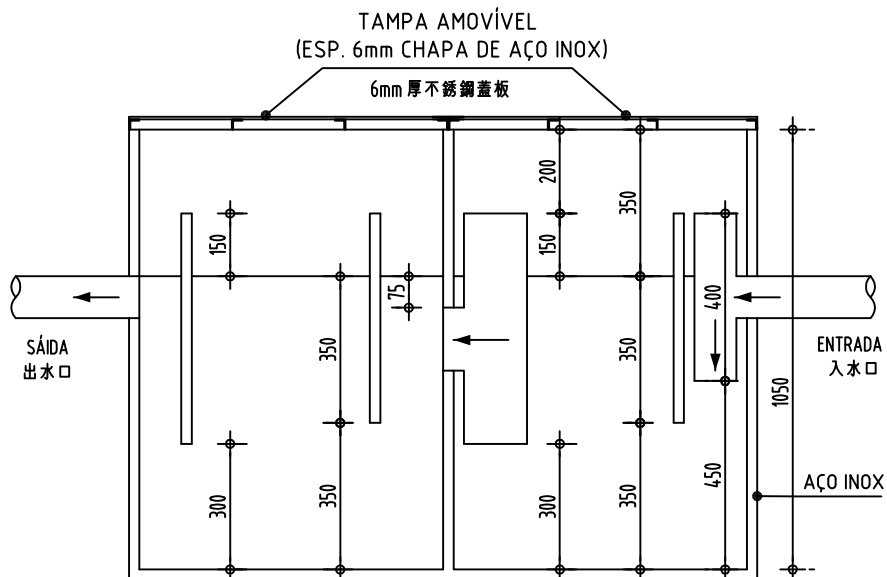 TAMPA AMOVÍVEL
(ESP. 6mm CHAPA DE AÇO INOX)
6mm 厚不銹鋼蓋板
200
350
150
150
75
400
350
350
1050
SÁIDA
出水口
ENTRADA
入水口
300
350
300
350
450
AÇO INOX